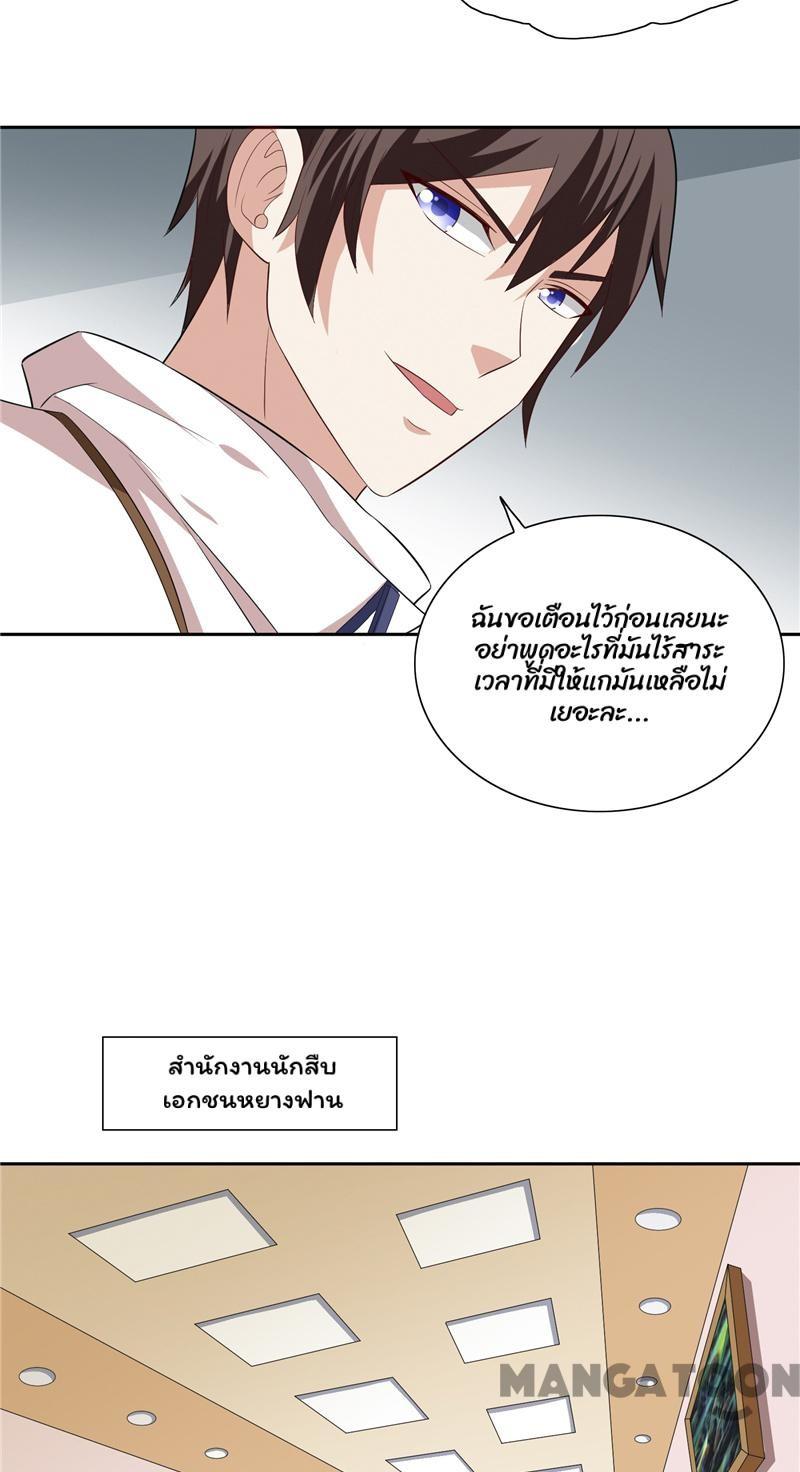 ฉันขอเตือนไว้ก่อนเลยนะ
อย่าพูดอะไรที่มันไร้สาระ
เวลาที่มีให้แกมันเหลือไม่
เยอะละ...
สำนักงานนักสืบ
เอกชนหยางฟาน
MANGATOON